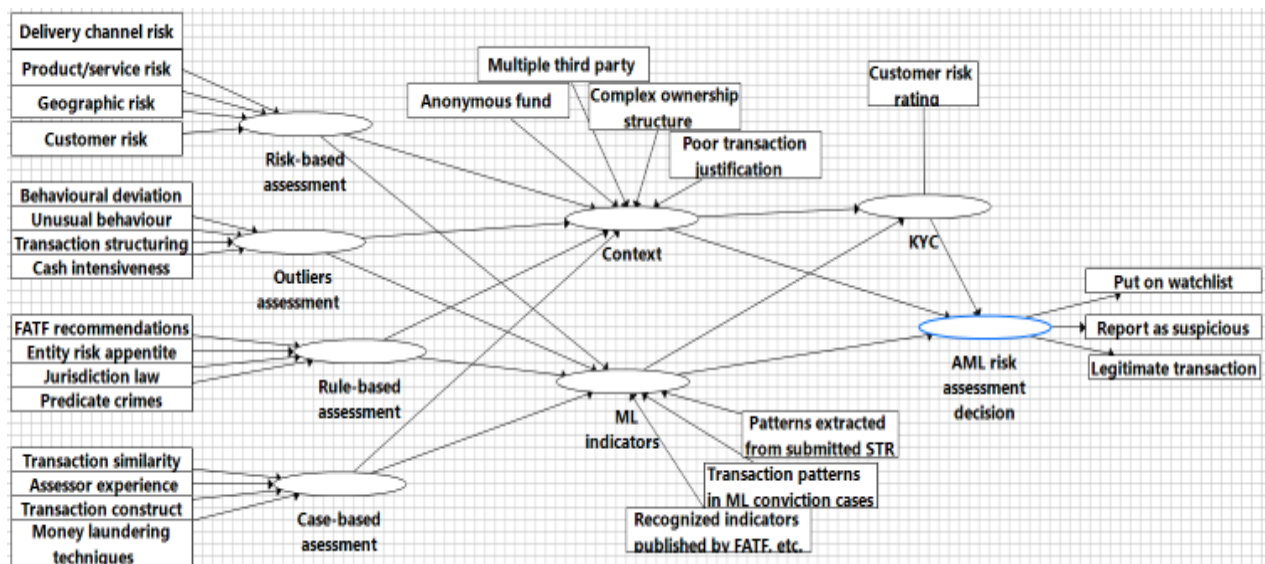 Delivery channel risk
Product/service risk
Geographic risk
Customer risk
Risk-based
assessment
Behavioural deviation
Unusual behaviour
Transaction structuring
Cash intensiveness
Outliers
assessment
FATF recommendations
Entity risk appentite
Jurisdiction law
Predicate crimes
Rule-based
assessment
Transaction similarity
Assessor experience
Transaction construct
Money laundering
techniques
Case-based
asessment
Multiple third party
Anonymous fund
Complex ownership
structure
Poor transaction
justification
Context
ML
indicators
Patterns extracted
from submitted STR
Transaction patterns
in ML conviction cases
Recognized indicators
published by FATF, etc.
Customer risk
rating
KYC
AML risk
assessment
decision
Put on watchlist
Report as suspicious
Legitimate transaction